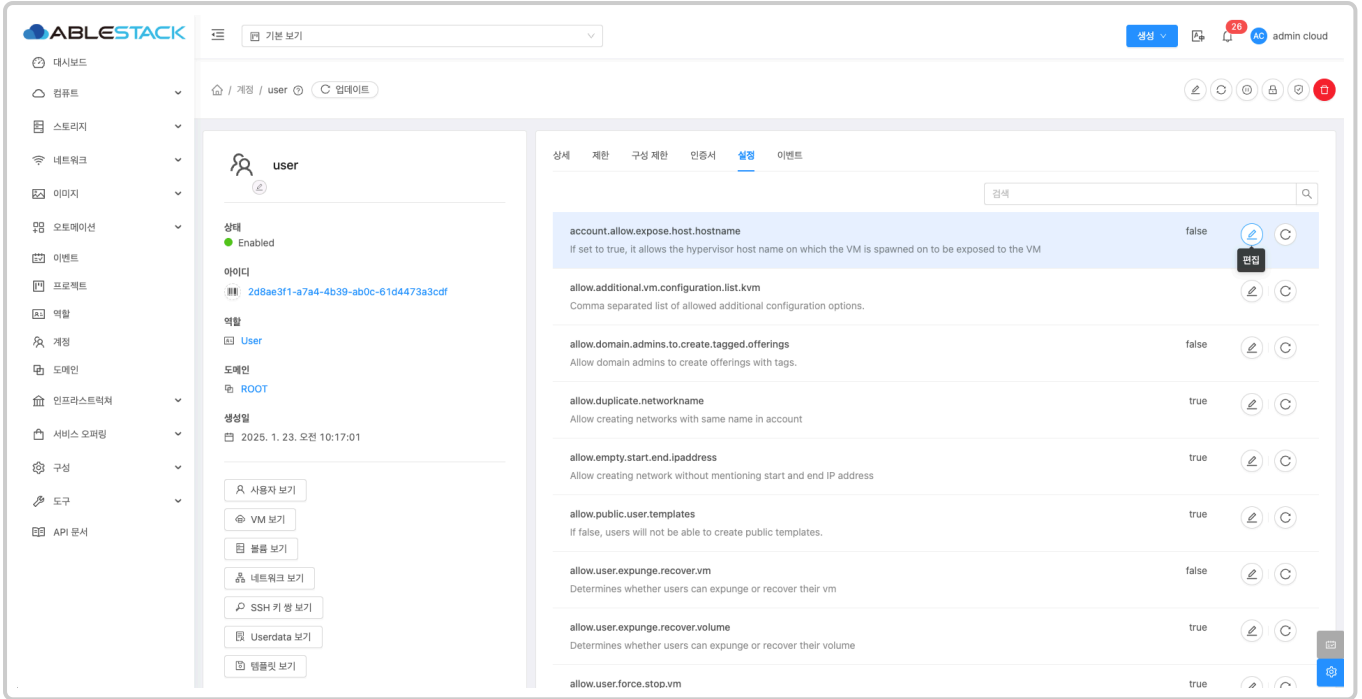 ABLESTACK
기본 보기
생성
26
AC
admin cloud
대시보드
컴퓨트
스토리지
네트워크
이미지
오토메이션
이벤트
프로젝트
역할
계정
도메인
인프라스트럭쳐
서비스 오퍼링
구성
도구
API 문서
/ 계정 / user
업데이트
user
상태
Enabled
아이디
2d8ae3f1-a7a4-4b39-ab0c-61d4473a3cdf
역할
User
도메인
ROOT
생성일
2025. 1. 23. 오전 10:17:01
사용자 보기
VM 보기
볼륨 보기
네트워크 보기
SSH 키 쌍 보기
Userdata 보기
템플릿 보기
상세 제한 구성 제한 인증서 설정 이벤트
검색
account.allow.expose.host.hostname false
If set to true, it allows the hypervisor host name on which the VM is spawned on to be exposed to the VM
편집
allow.additional.vm.configuration.list.kvm
Comma separated list of allowed additional configuration options.
allow.domain.admins.to.create.tagged.offerings false
Allow domain admins to create offerings with tags.
allow.duplicate.networkname true
Allow creating networks with same name in account
allow.empty.start.end.ipaddress true
Allow creating network without mentioning start and end IP address
allow.public.user.templates true
If false, users will not be able to create public templates.
allow.user.expunge.recover.vm false
Determines whether users can expunge or recover their vm
allow.user.expunge.recover.volume true
Determines whether users can expunge or recover their volume
allow.user.force.stop.vm true